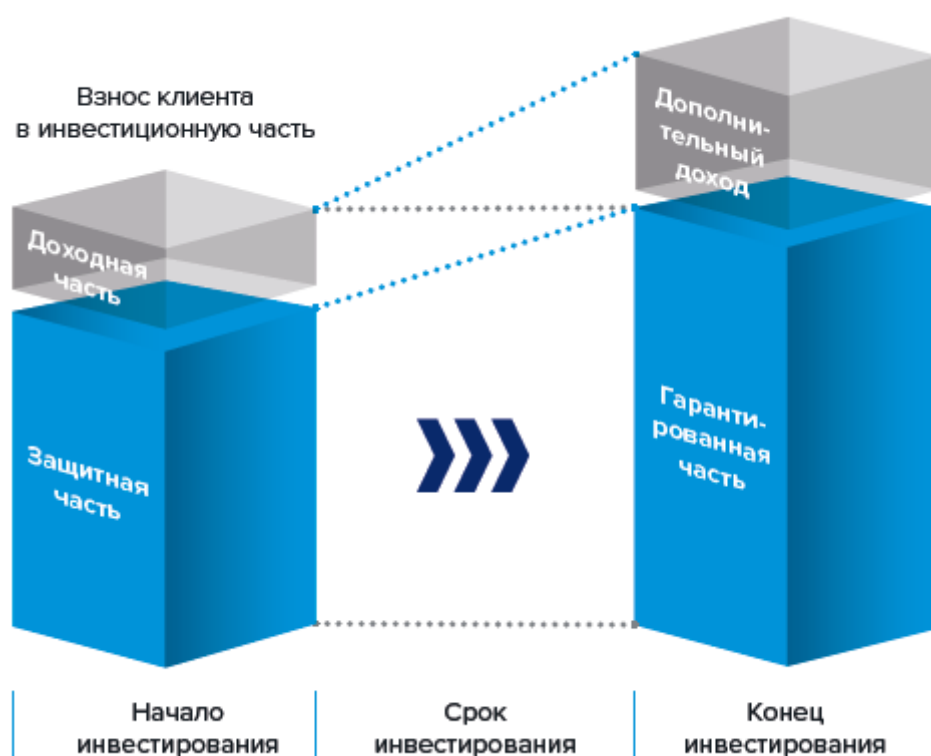 Взнос клиента
в инвестиционную часть
Доходная
часть
Защитная
часть
Дополни-
тельный
доход
Гаранти-
рованная
часть
Начало
инвестирования
Срок
инвестирования
Конец
инвестирования